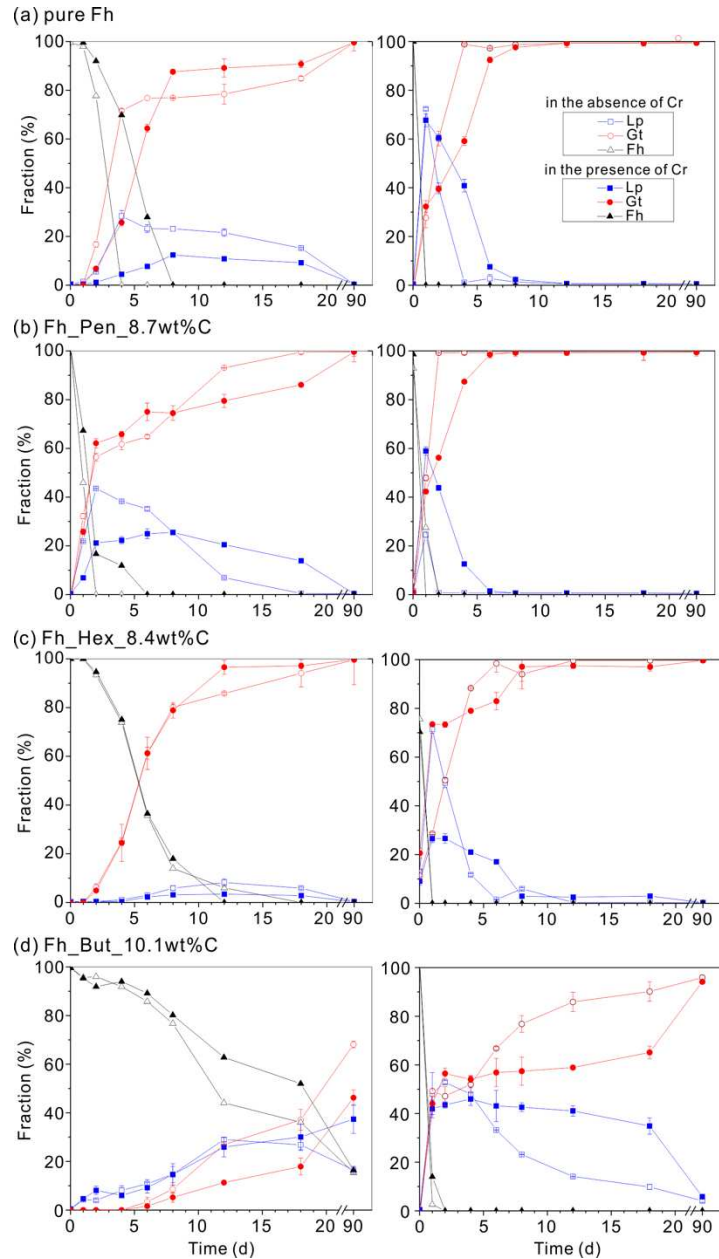 (a) pure Fh
Fraction (%)
100
80
60
40
20
0
0 5 10 15 20 90
100
80
60
40
20
0
0 5 10 15 20 90
in the absence of Cr
Lp
Gt
Fh
in the presence of Cr
Lp
Gt
Fh
(b) Fh_Pen_8.7wt%C
Fraction (%)
100
80
60
40
20
0
0 5 10 15 20 90
100
80
60
40
20
0
0 5 10 15 20 90
(c) Fh_Hex_8.4wt%C
Fraction (%)
100
80
60
40
20
0
0 5 10 15 20 90
100
80
60
40
20
0
0 5 10 15 20 90
(d) Fh_But_10.1wt%C
Fraction (%)
100
80
60
40
20
0
0 5 10 15 20 90
Time (d)
100
80
60
40
20
0
0 5 10 15 20 90
Time (d)